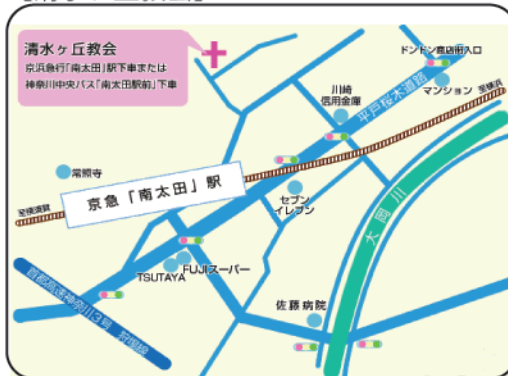 清水ヶ丘教会
京浜急行「南太田」駅下車または
神奈川中央バス「南太田駅前」下車
ドンドン商店街入口
マンション
至横浜
平戸桜木道路
川崎
信用金庫
常照寺
京急「南太田」駅
至横須賀
セブン
イレブン
大岡川
FUJIスーパー
TSUTAYA
首都高速神奈川3号 狩場線
佐藤病院